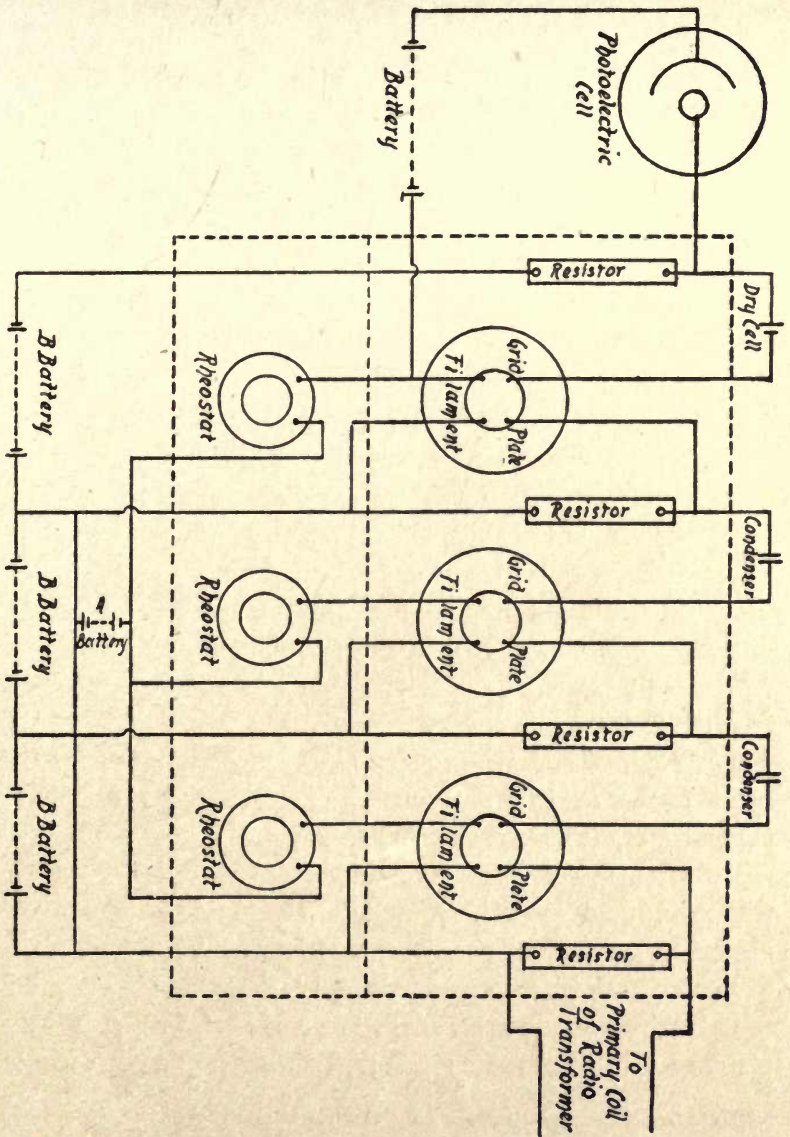 Photoelectric
Cell
Battery
Resistor
Dry Cell
Grid
Filament
Plate
Rheostat
B Battery
Resistor
Condenser
Grid
Filament
Plate
Rheostat
B Battery
A
Battery
Resistor
Condenser
Grid
Filament
Plete
Rheostat
B Battery
Resistor
To
Primary Coil
of Radio
Transformer